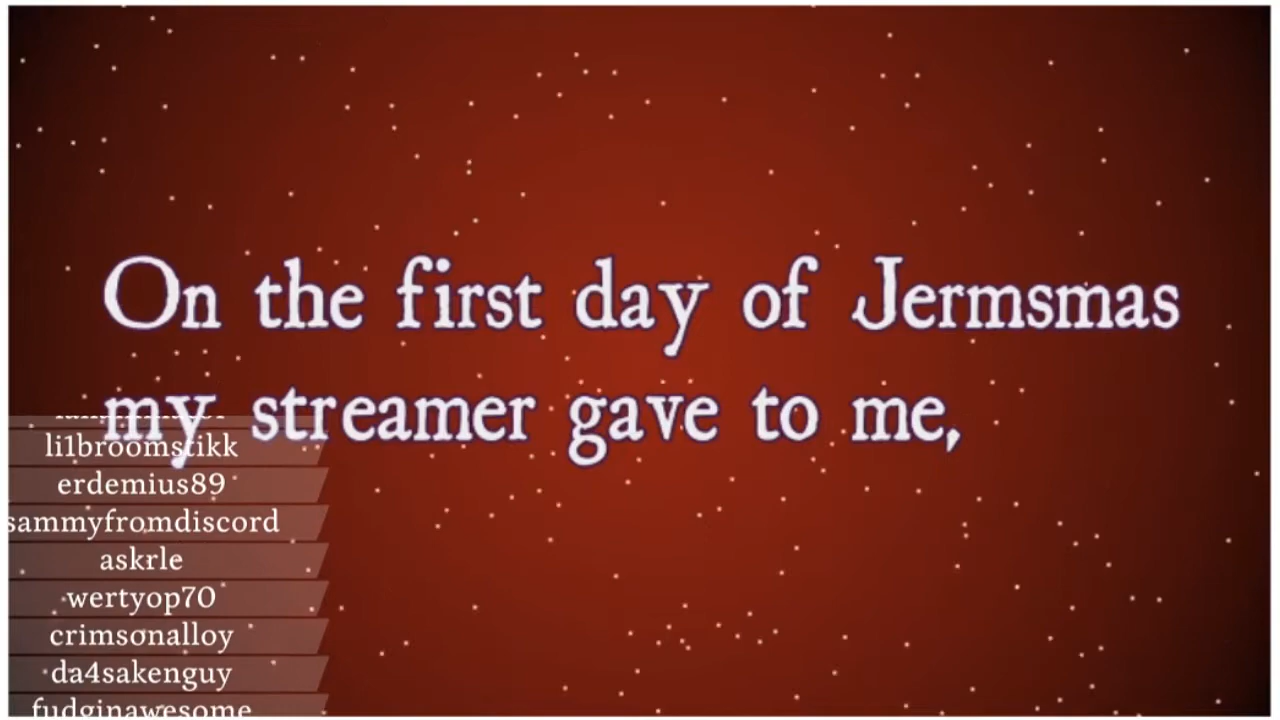 On the first day of Jermsmas
my streamer gave to me,
li1broomstikk
erdemius89
sammyfromdiscord
askrle
wertyop70
crimsonalloy
da4sakenguy
fudginawesome